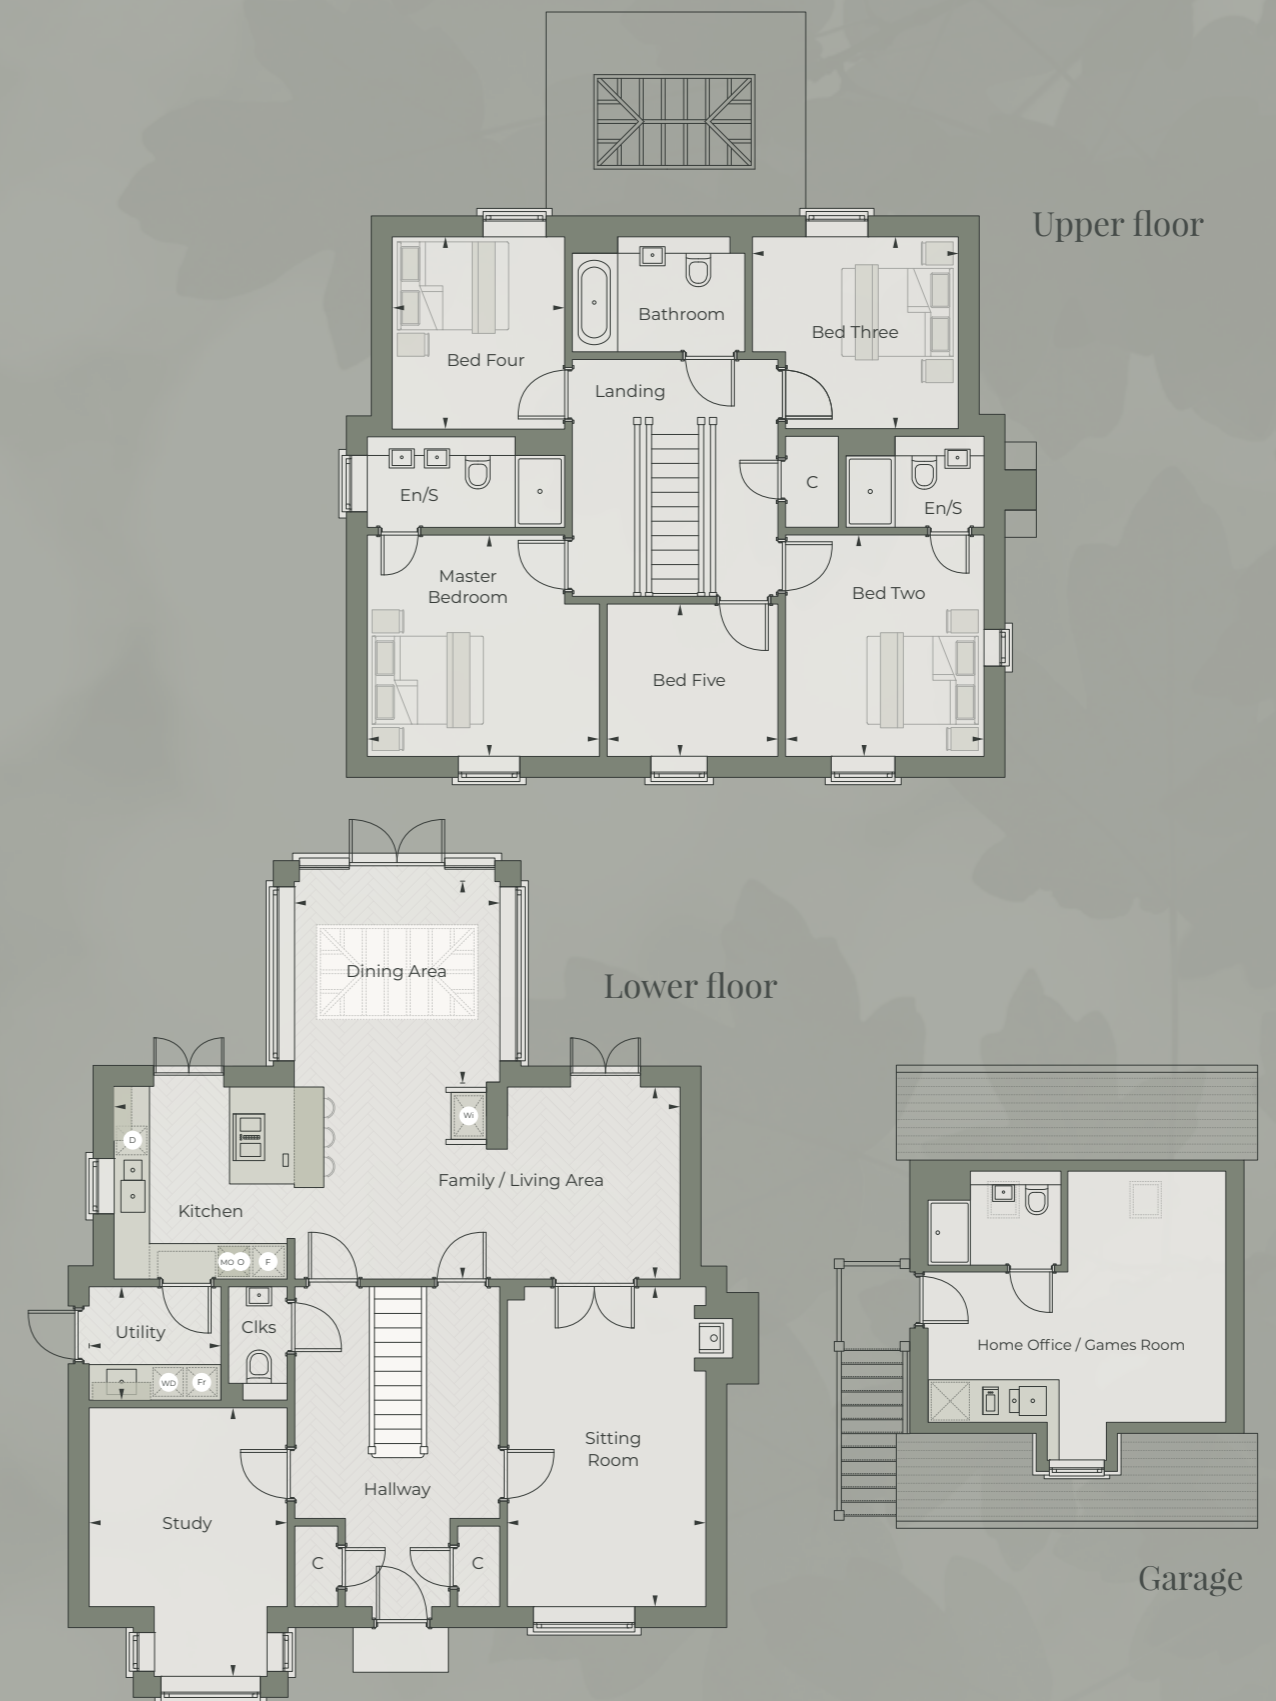 Upper floor
Bathroom
Bed Three
Bed Four
Landing
C
En/S
En/S
Master
Bedroom
Bed Two
Bed Five
Dining Area
Lower floor
Wi
D
Family / Living Area
Kitchen
MO O F
Utility
Clks
WD Fr
Home Office / Games Room
Sitting
Room
Hallway
Study
C
C
Garage